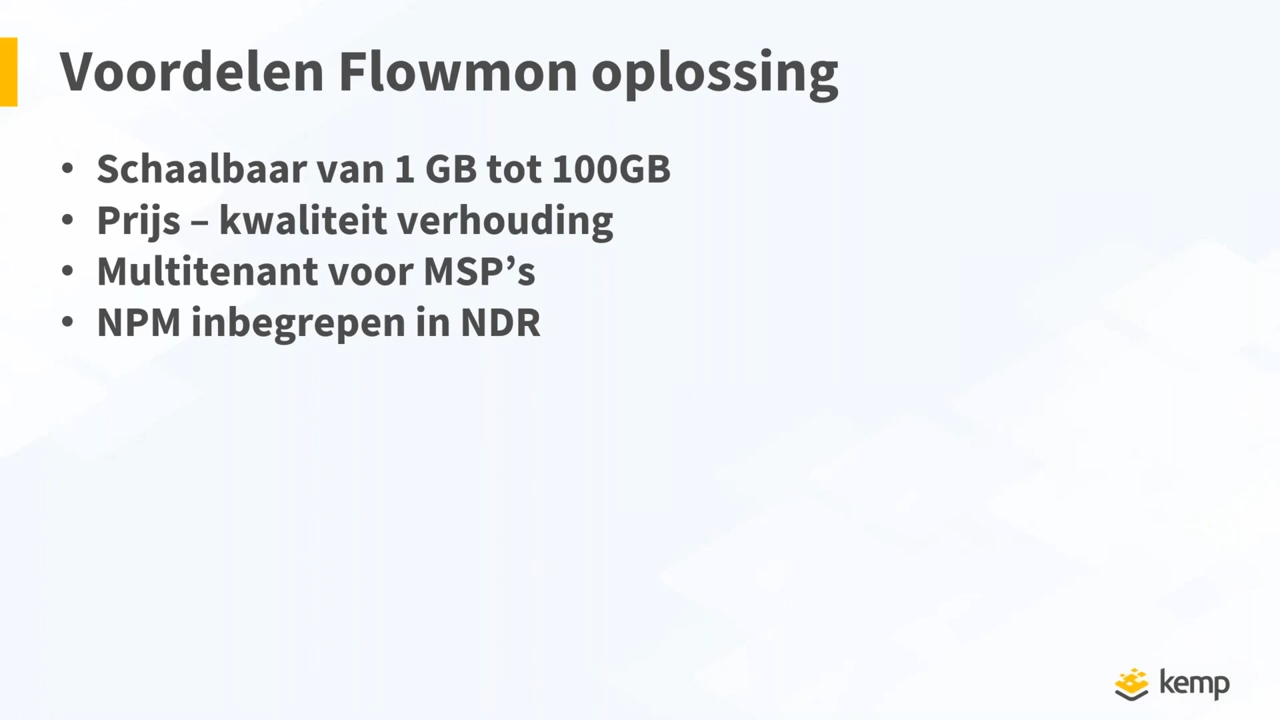 Voordelen Flowmon oplossing
• Schaalbaar van 1 GB tot 100GB
• Prijs – kwaliteit verhouding
• Multitenant voor MSP’s
• NPM inbegrepen in NDR
kemp